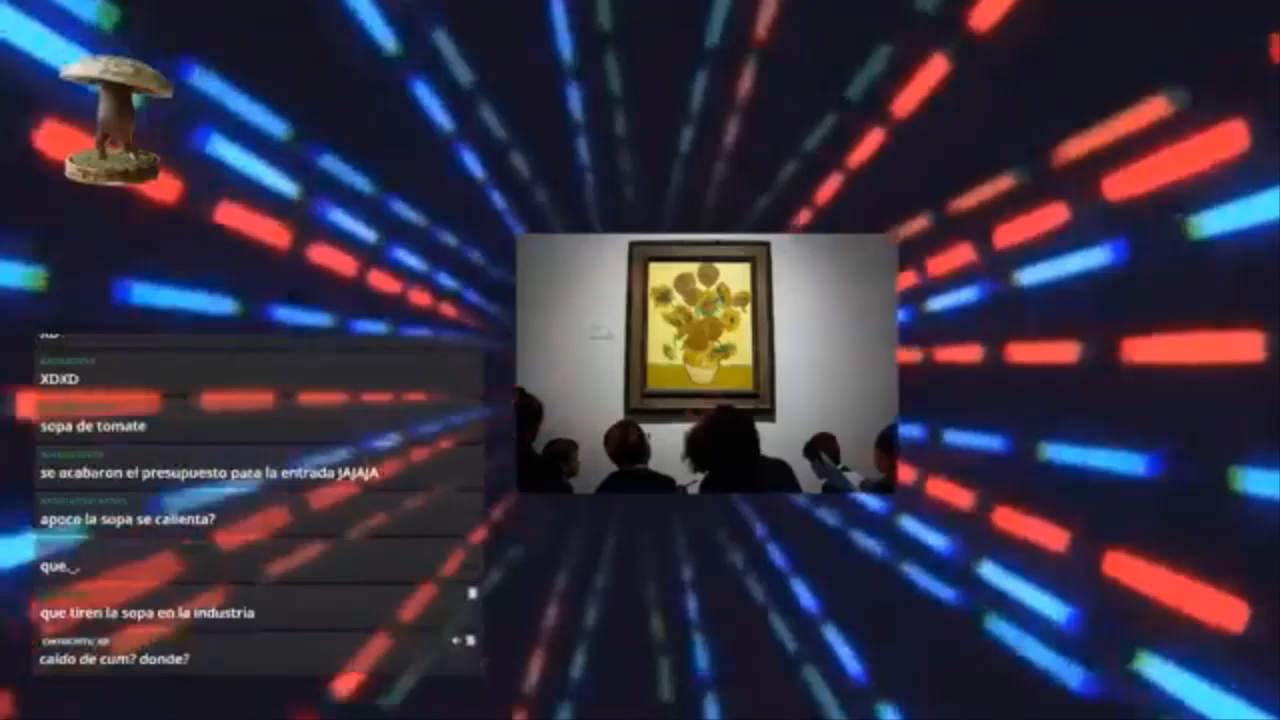 XDXD
sopa de tomate
se acabaron el presupuesto para la entrada JAJAJA
apoco la sopa se calienta?
que._.
que tiren la sopa en la industria
caldo de cum? donde?